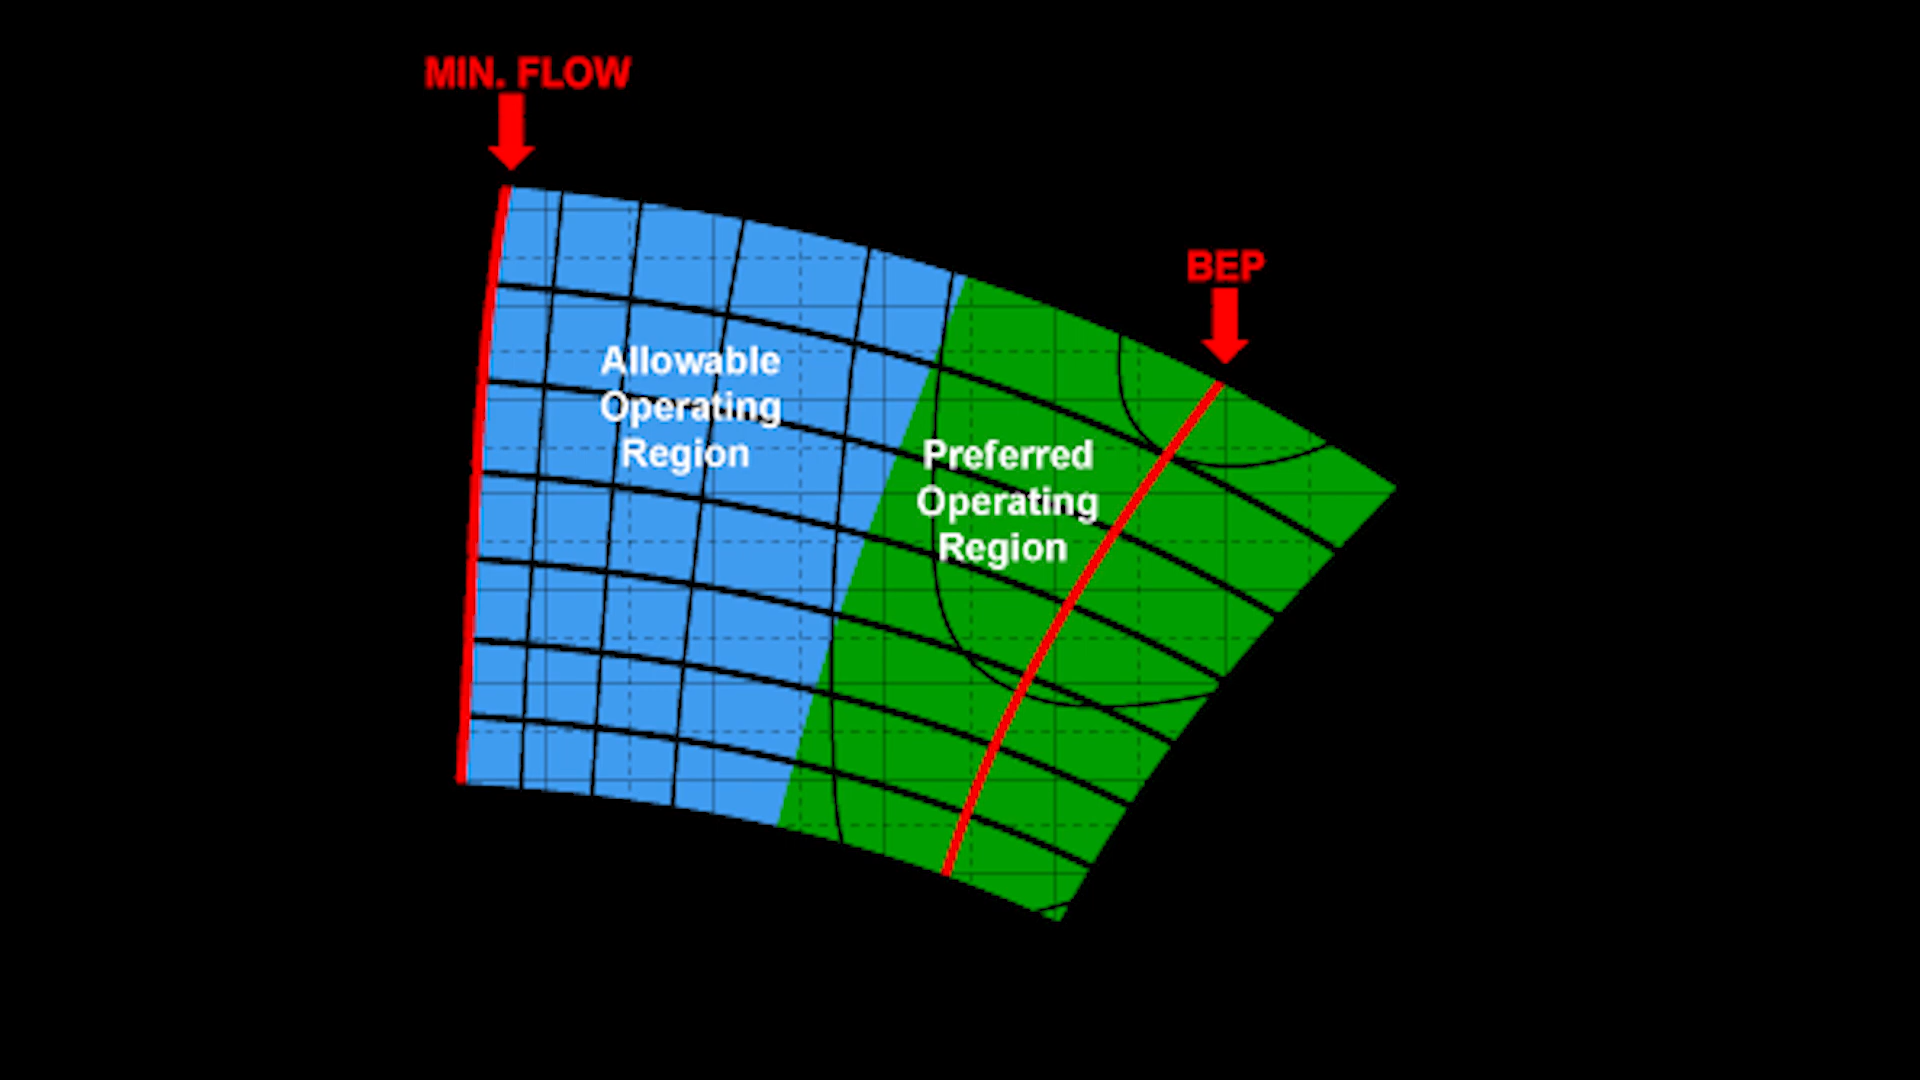 MIN. FLOW
BEP
Allowable
Operating
Region
Preferred
Operating
Region